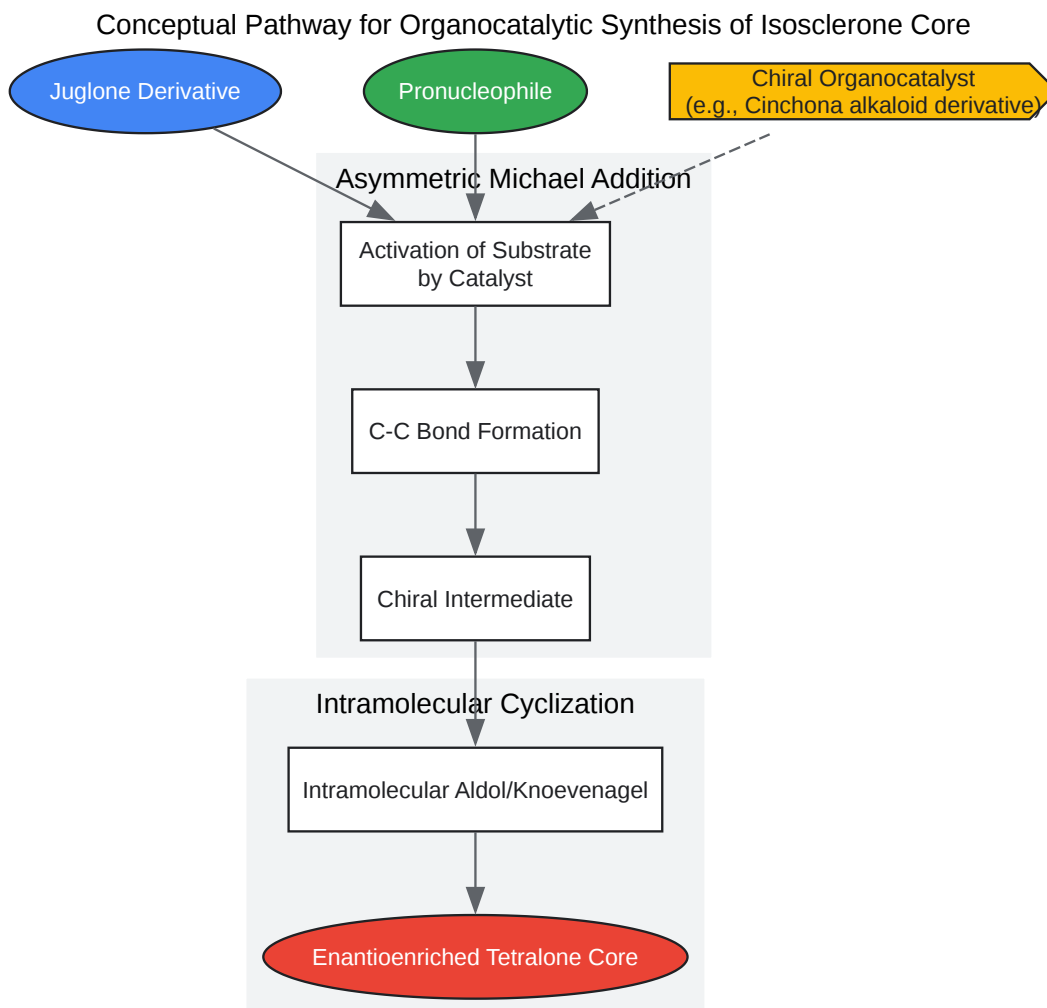 Conceptual Pathway for Organocatalytic Synthesis of Isosclerone Core
Juglone Derivative
Pronucleophile
Chiral Organocatalyst
(e.g., Cinchona alkaloid derivative)
Asymmetric Michael Addition
Activation of Substrate
by Catalyst
C-C Bond Formation
Chiral Intermediate
Intramolecular Cyclization
Intramolecular Aldol/Knoevenagel
Enantioenriched Tetralone Core